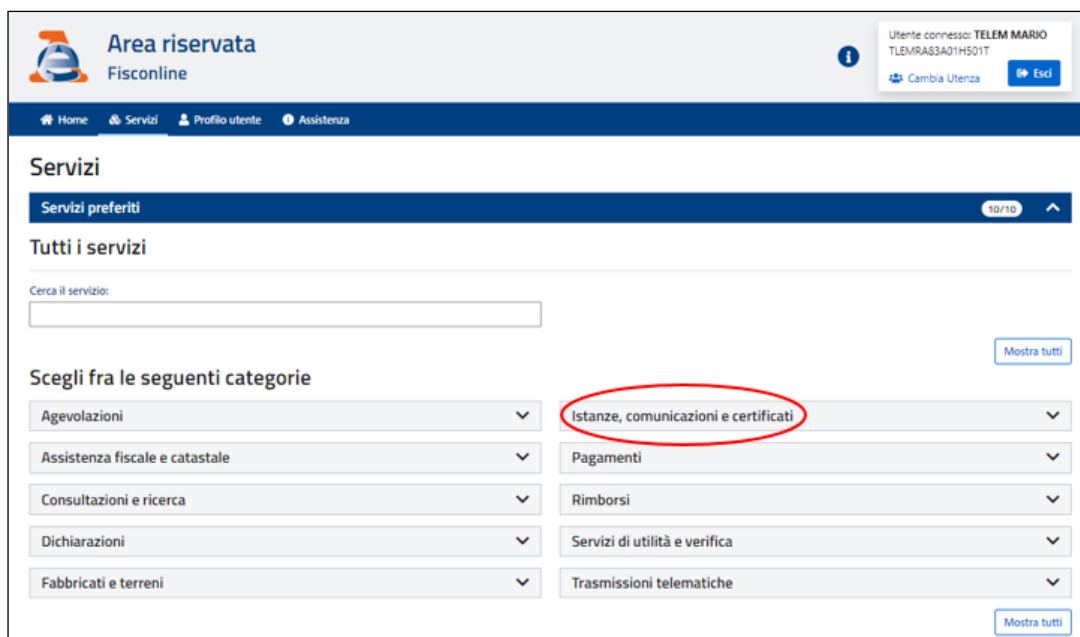 Area riservata
Fisconline
Utente connesso: TELEM MARIO
TLEMRA83A01H501T
Cambia Utenza
Esci
Home Servizi Profilo utente Assistenza
Servizi
Servizi preferiti 10/10
Tutti i servizi
Cerca il servizio:
Mostra tutti
Scegli fra le seguenti categorie
Agevolazioni
Istanze, comunicazioni e certificati
Assistenza fiscale e catastale
Pagamenti
Consultazioni e ricerca
Rimborsi
Dichiarazioni
Servizi di utilità e verifica
Fabbricati e terreni
Trasmissioni telematiche
Mostra tutti